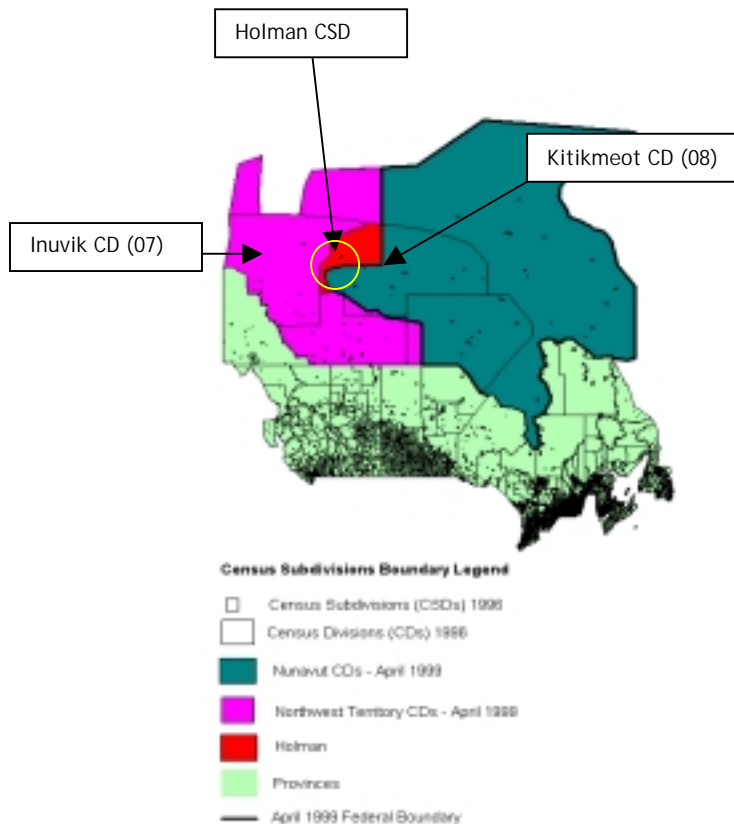 Holman CSD
Kitikmeot CD (08)
Inuvik CD (07)
Census Subdivisions Boundary Legend
Census Subdivisions (CSDs) 1996
Census Divisions (CDs) 1996
Nunavut CDs - April 1999
Northwest Territory CDs - April 1999
Holman
Provinces
April 1999 Federal Boundary